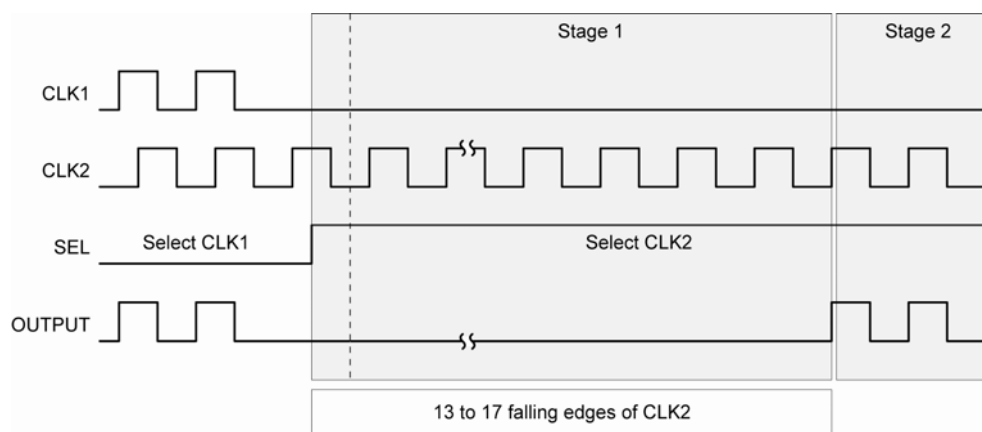 Stage 1
Stage 2
CLK1
CLK2
SEL
Select CLK1
Select CLK2
OUTPUT
13 to 17 falling edges of CLK2